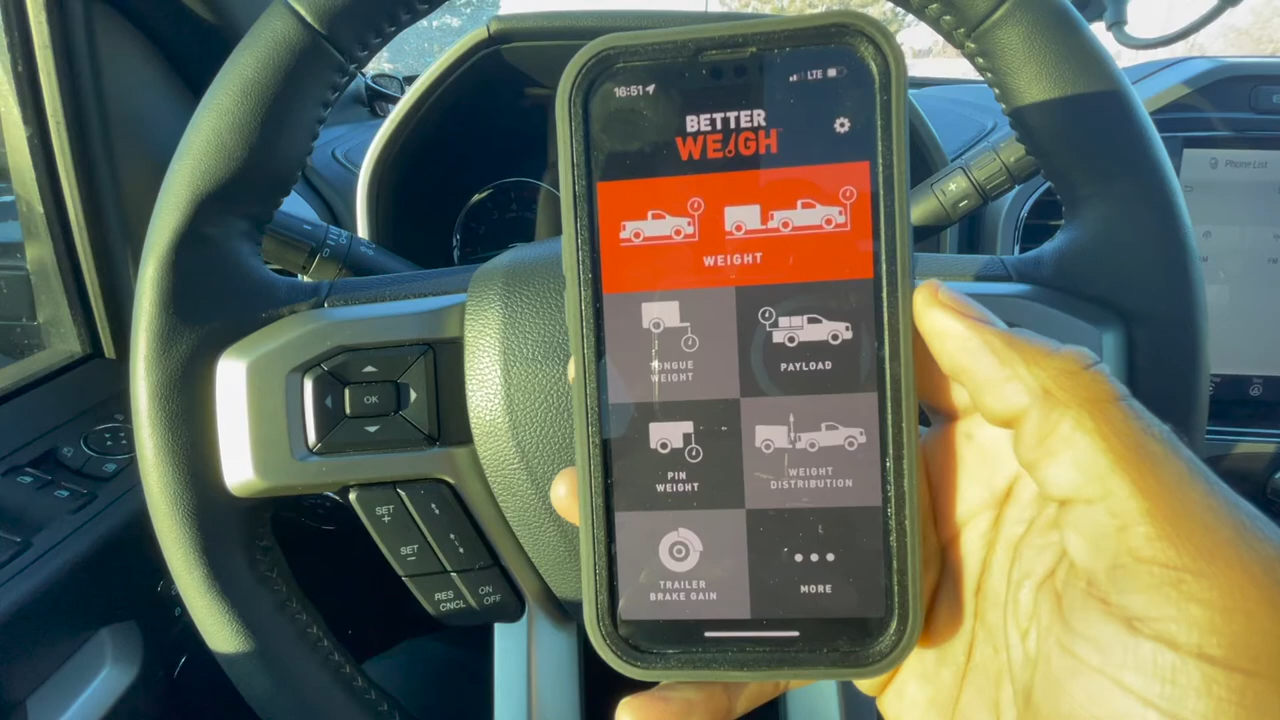 16:51
LTE
BETTER
WEIGH
WEIGHT
TONGUE
WEIGHT
PAYLOAD
PIN
WEIGHT
WEIGHT
DISTRIBUTION
TRAILER
BRAKE GAIN
MORE
Phone List
OK
SET
+
SET
−
RES
CNCL
ON
OFF
+
−